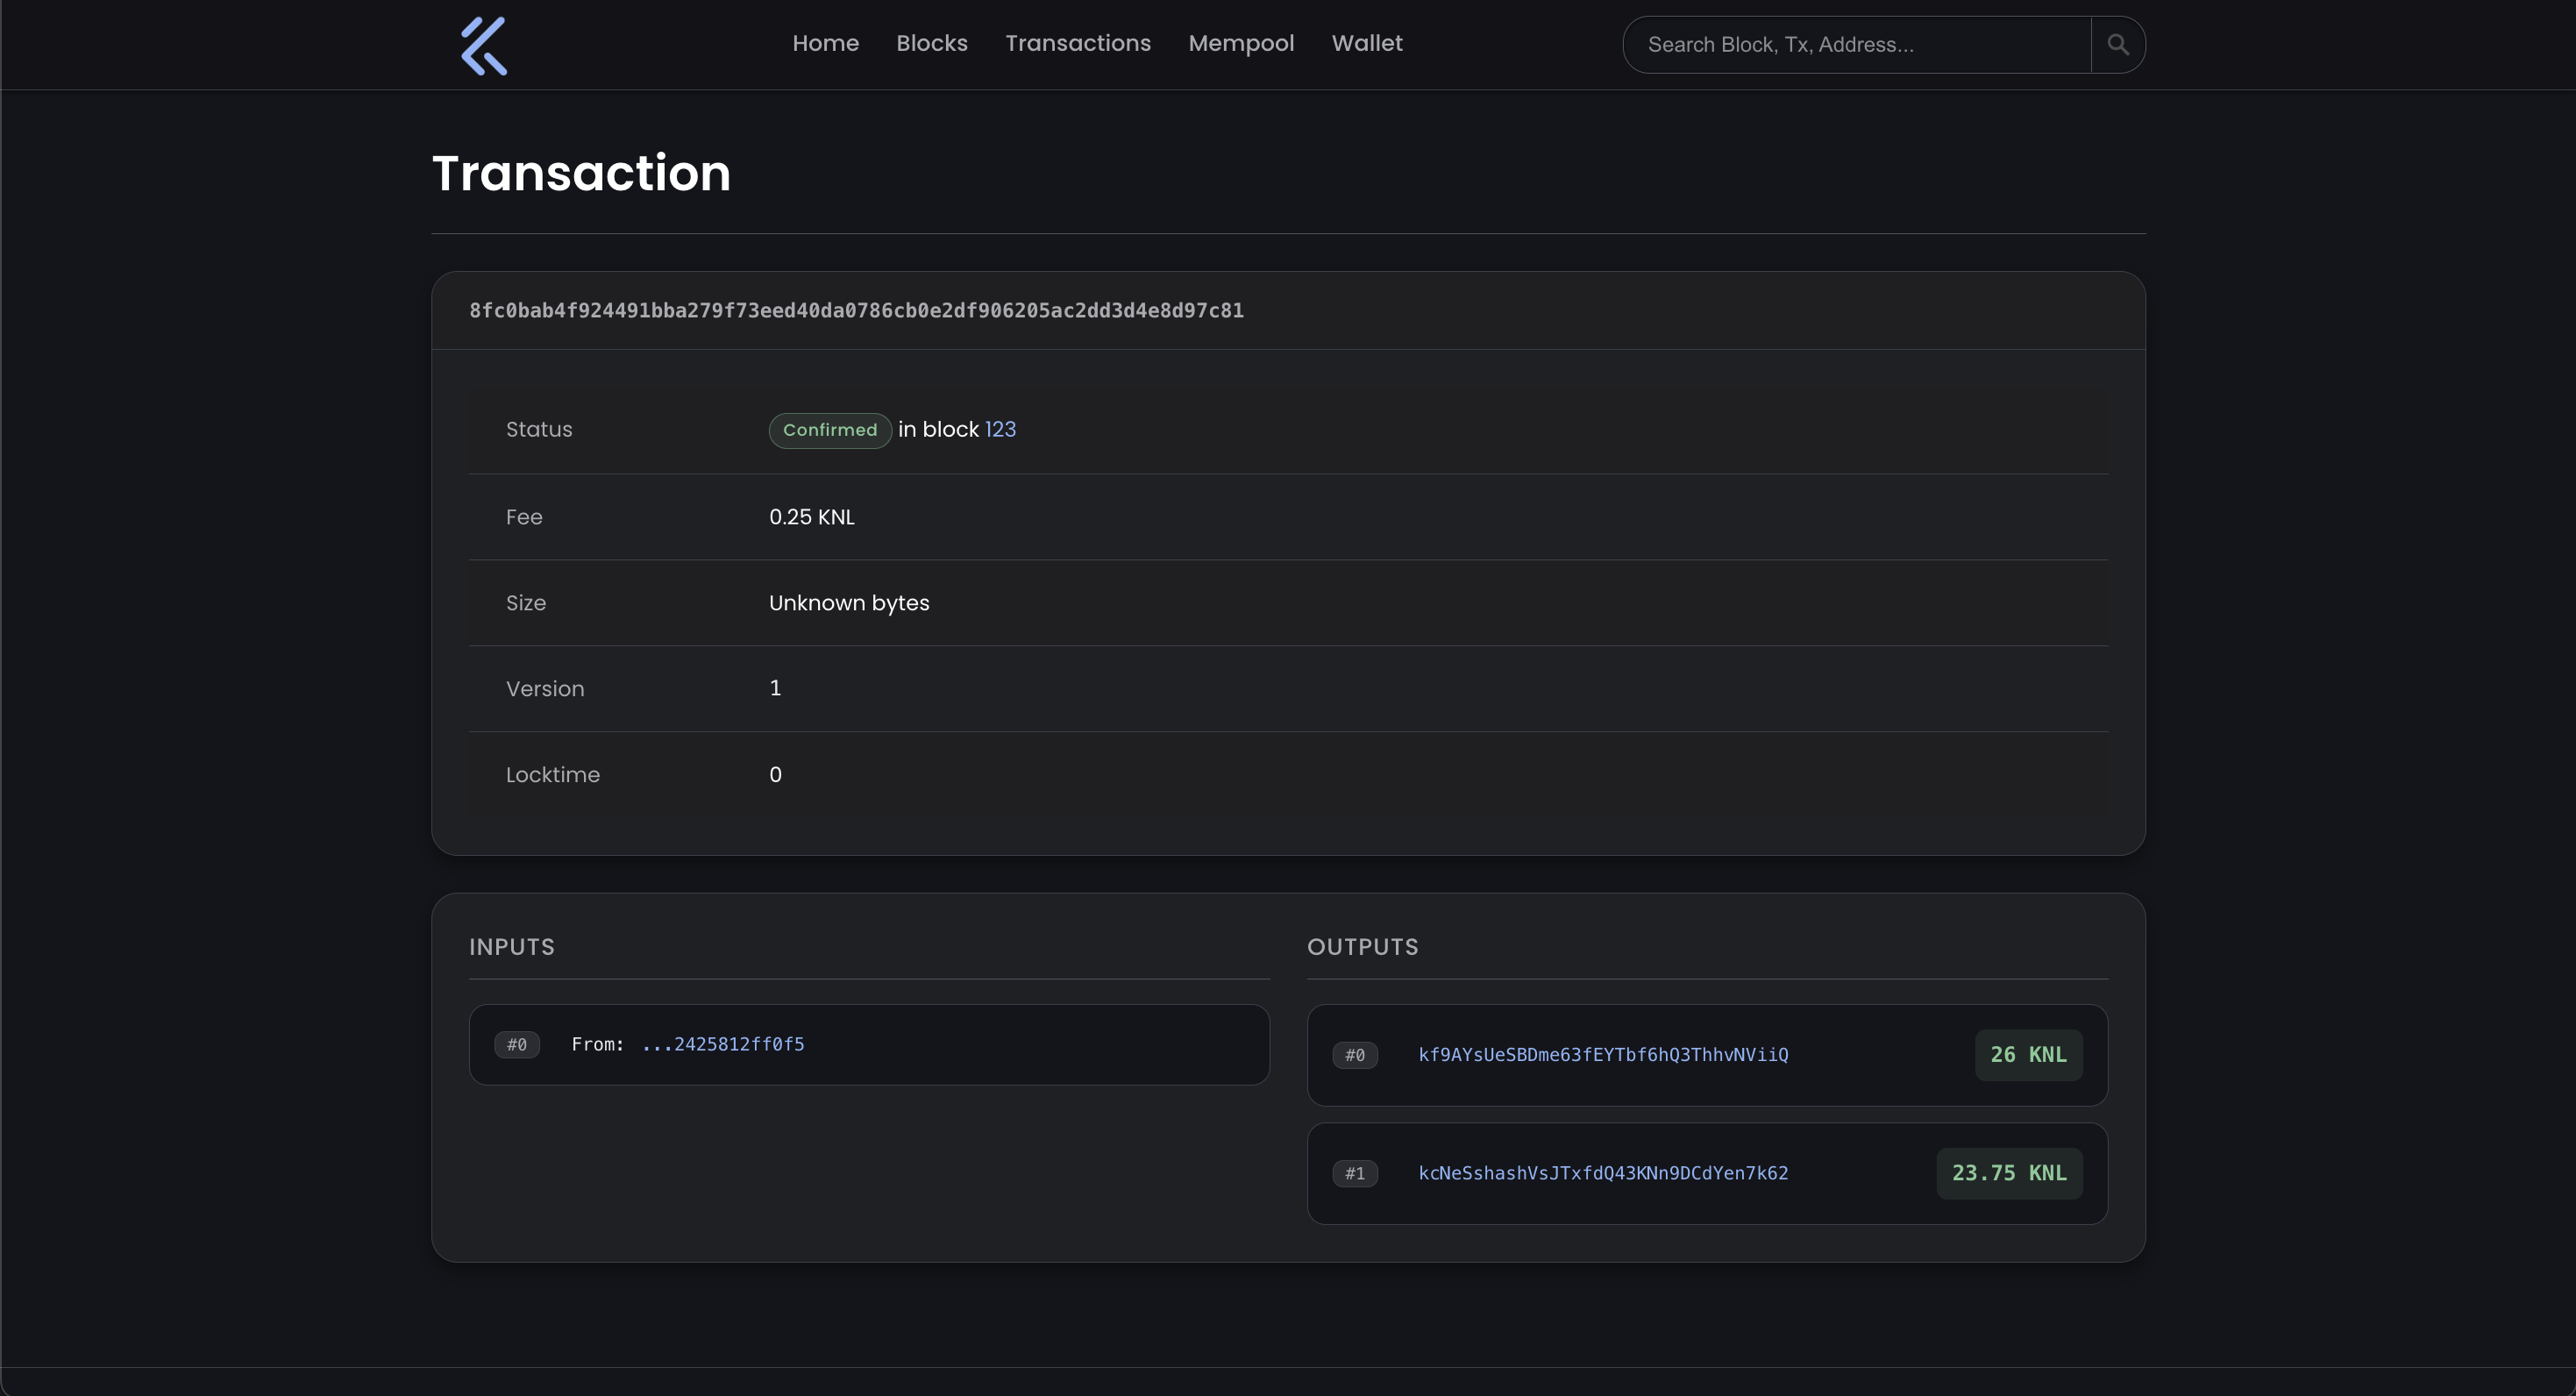 Home Blocks Transactions Mempool Wallet Search Block, Tx, Address...
Transaction
8fc0bab4f924491bba279f73eed40da0786cb0e2df906205ac2dd3d4e8d97c81
Status Confirmed in block 123
Fee 0.25 KNL
Size Unknown bytes
Version 1
Locktime 0
INPUTS
#0 From: ...2425812ff0f5
OUTPUTS
#0 kf9AYsUeSBDme63fEYTbf6hQ3ThhvNViiQ 26 KNL
#1 kcNeSshashVsJTxfdQ43KNn9DCdYen7k62 23.75 KNL